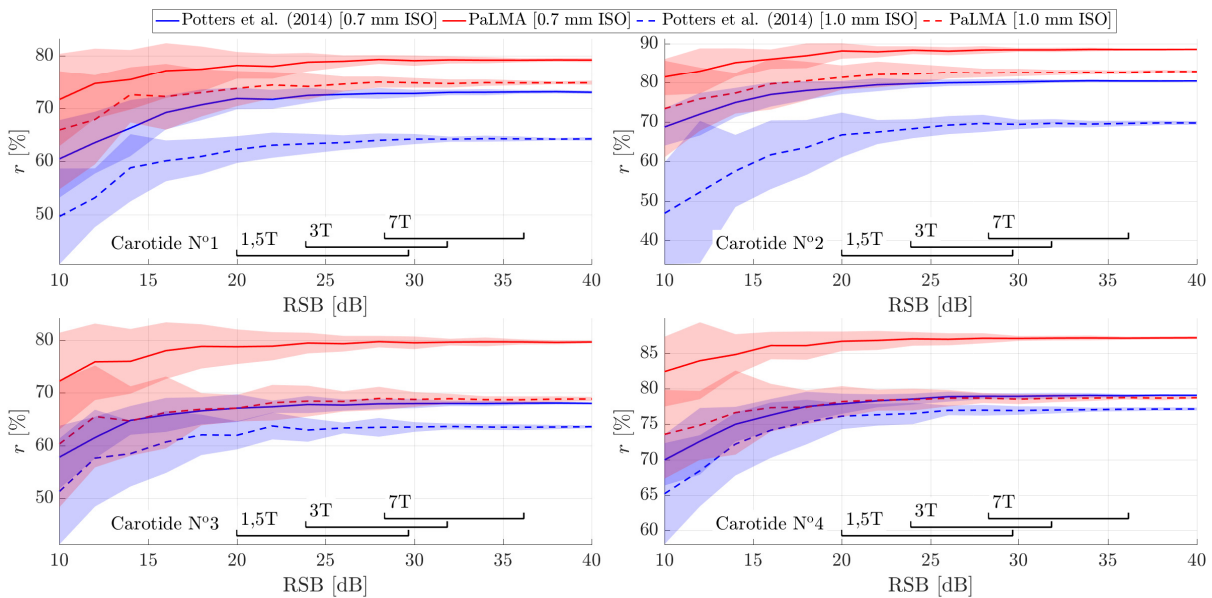 Potters et al. (2014) [0.7 mm ISO] PaLMA [0.7 mm ISO] Potters et al. (2014) [1.0 mm ISO] PaLMA [1.0 mm ISO]
80
70
60
50
r [%]
Carotide Nº1
1,5T
3T
7T
10 15 20 25 30 35 40
RSB [dB]
90
80
70
60
50
40
r [%]
Carotide Nº2
1,5T
3T
7T
10 15 20 25 30 35 40
RSB [dB]
80
70
60
50
r [%]
Carotide Nº3
1,5T
3T
7T
10 15 20 25 30 35 40
RSB [dB]
85
80
75
70
65
60
r [%]
Carotide Nº4
1,5T
3T
7T
10 15 20 25 30 35 40
RSB [dB]